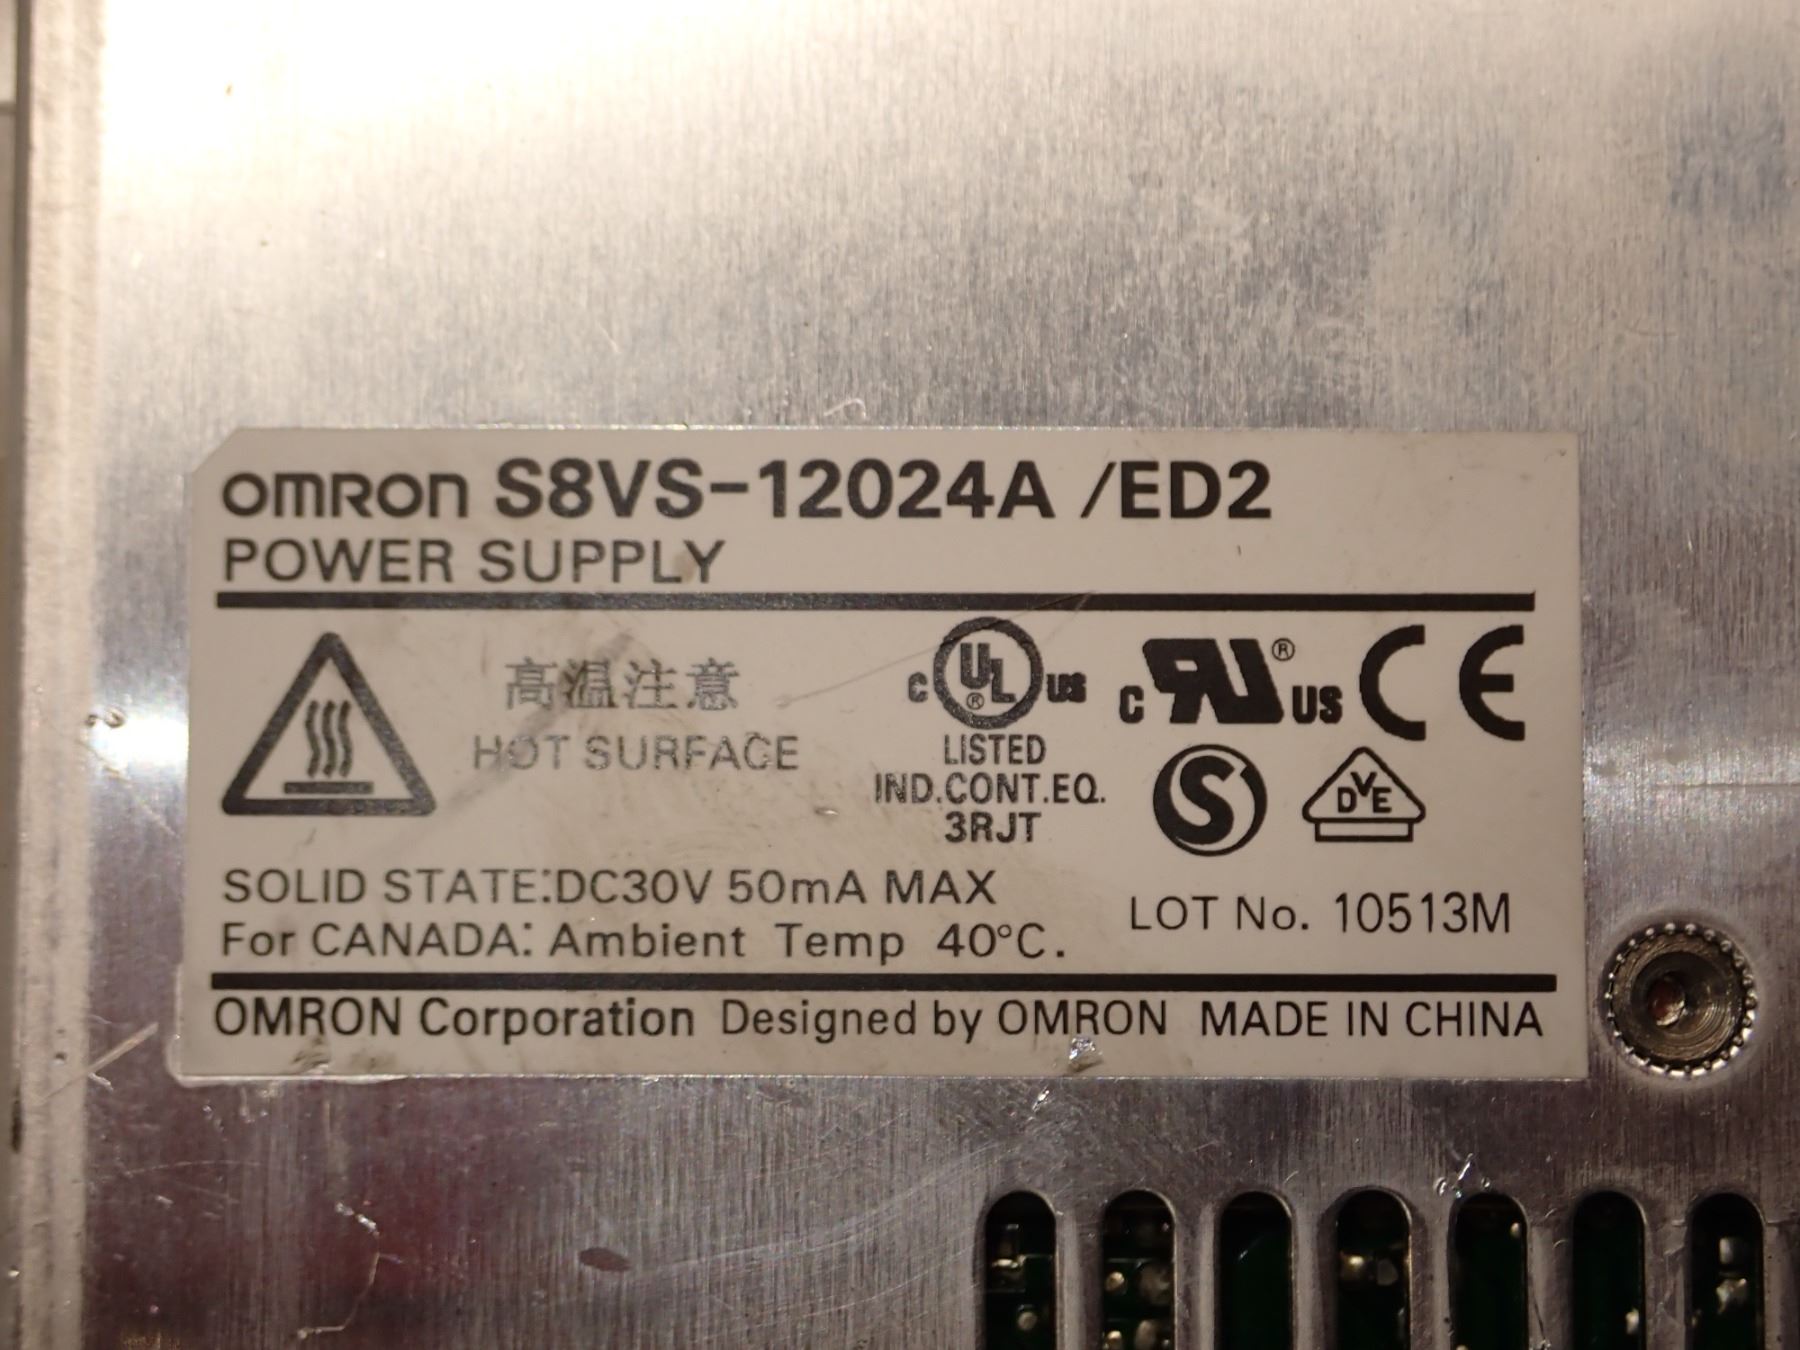 omRon S8VS-12024A /ED2
POWER SUPPLY
高温注意
HOT SURFACE
c UL® us
LISTED
IND.CONT.EQ.
3RJT
c RU® us
CE
S
DVE
SOLID STATE:DC30V 50mA MAX
For CANADA: Ambient Temp 40°C.
LOT No. 10513M
OMRON Corporation Designed by OMRON MADE IN CHINA